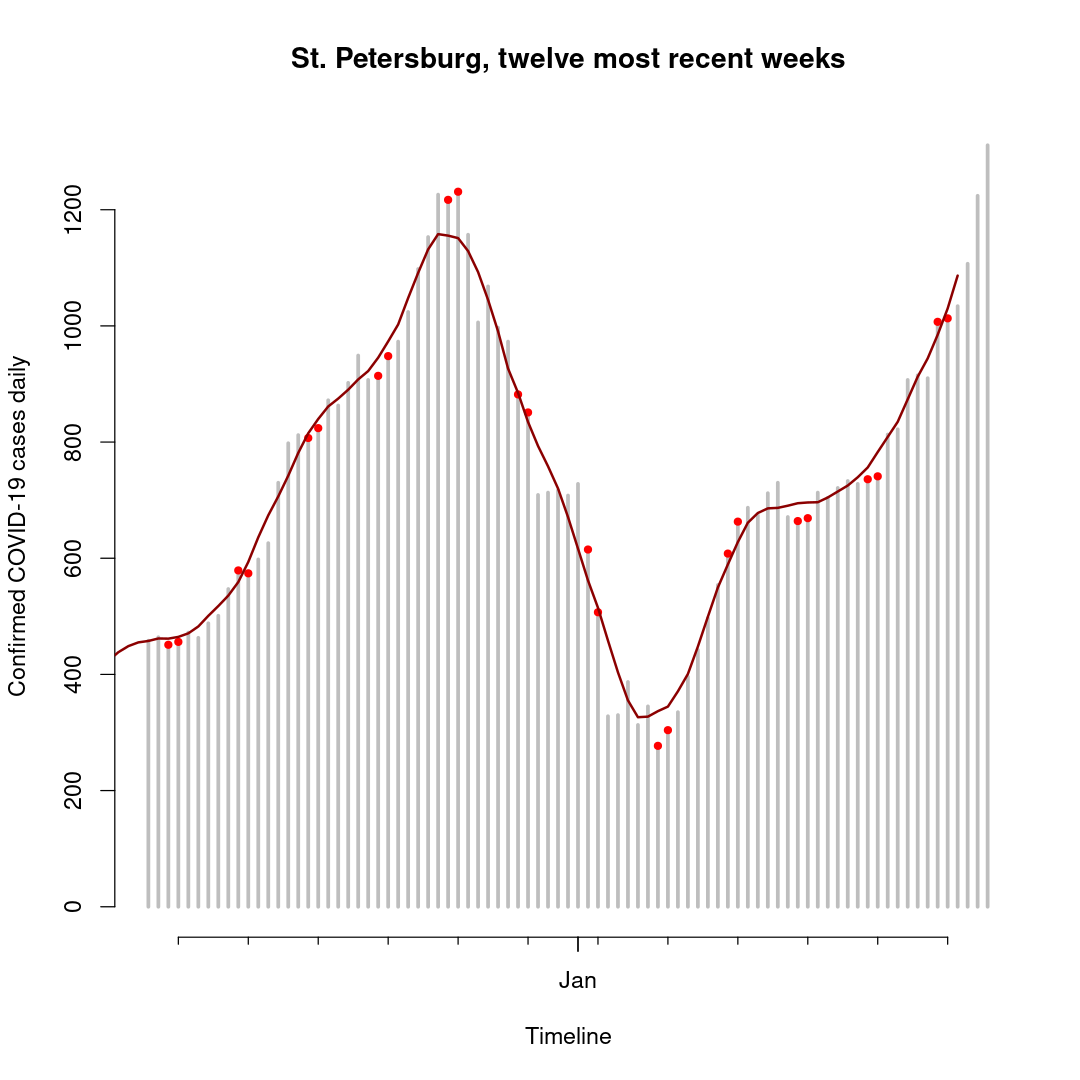 St. Petersburg, twelve most recent weeks
Confirmed COVID-19 cases daily
1200
1000
800
600
400
200
0
Jan
Timeline